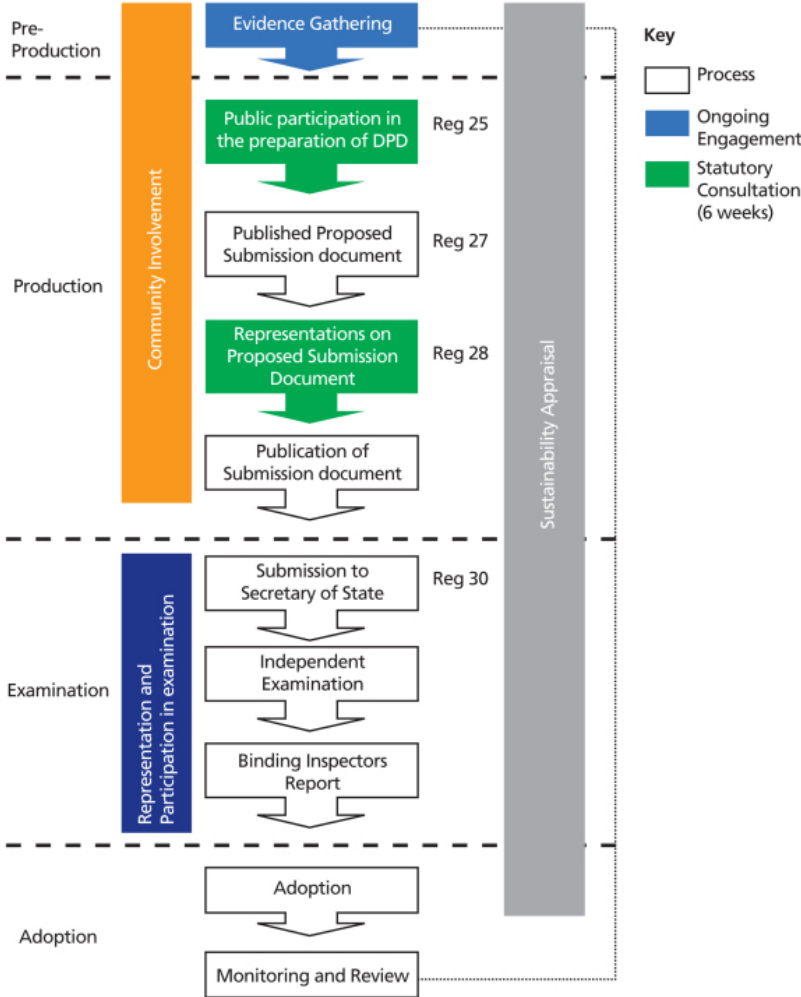 Pre-
Production
Evidence Gathering
Key
Process
Ongoing
Engagement
Statutory
Consultation
(6 weeks)
Production
Community Involvement
Public participation in
the preparation of DPD
Reg 25
Published Proposed
Submission document
Reg 27
Representations on
Proposed Submission
Document
Reg 28
Publication of
Submission document
Sustainability Appraisal
Examination
Representation and
Participation in examination
Submission to
Secretary of State
Reg 30
Independent
Examination
Binding Inspectors
Report
Adoption
Adoption
Monitoring and Review